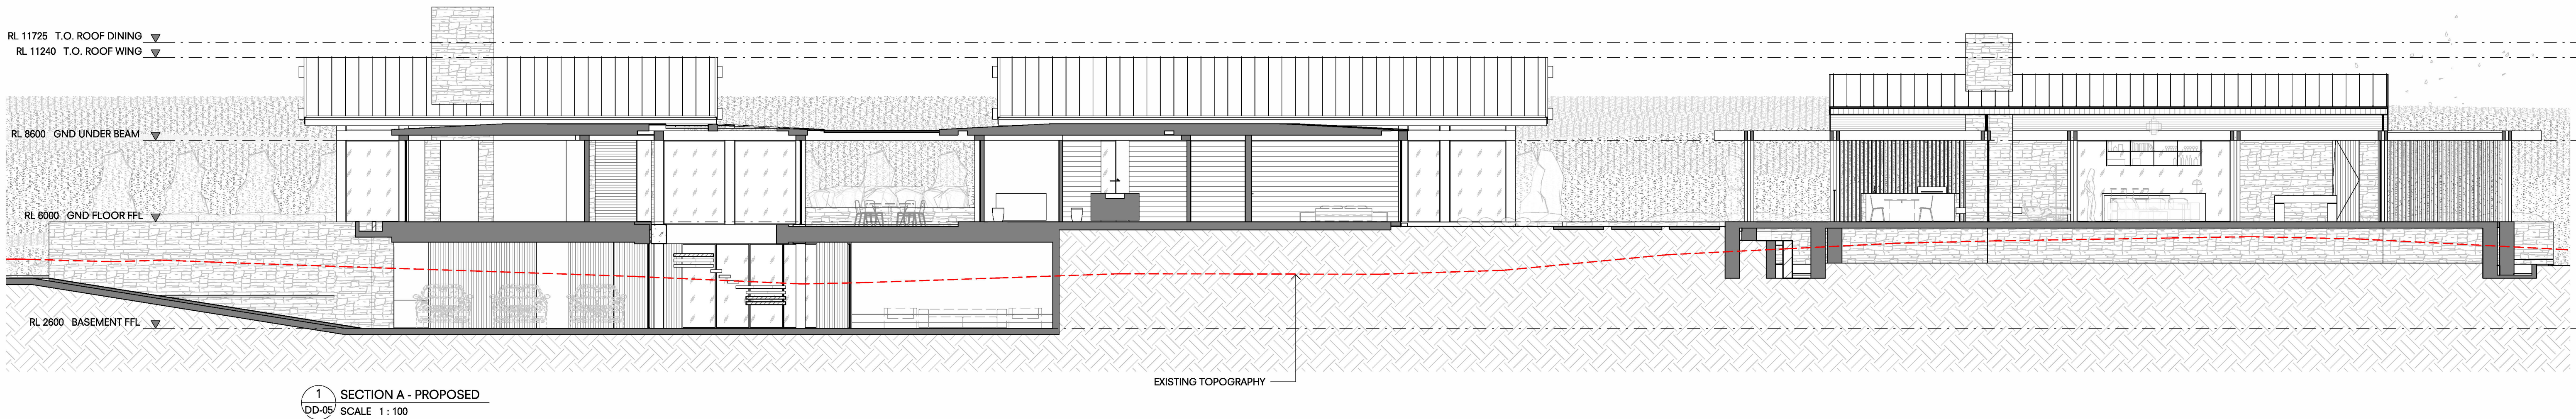 RL 11725 T.O. ROOF DINING
RL 11240 T.O. ROOF WING
RL 8600 GND UNDER BEAM
RL 6000 GND FLOOR FFL
RL 2600 BASEMENT FFL
EXISTING TOPOGRAPHY
1 SECTION A - PROPOSED
DD-05 SCALE 1 : 100